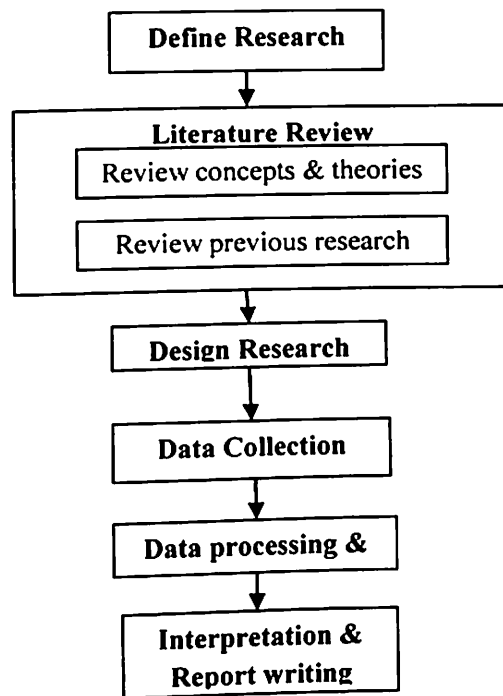 Define Research
Literature Review
Review concepts & theories
Review previous research
Design Research
Data Collection
Data processing &
Interpretation &
Report writing